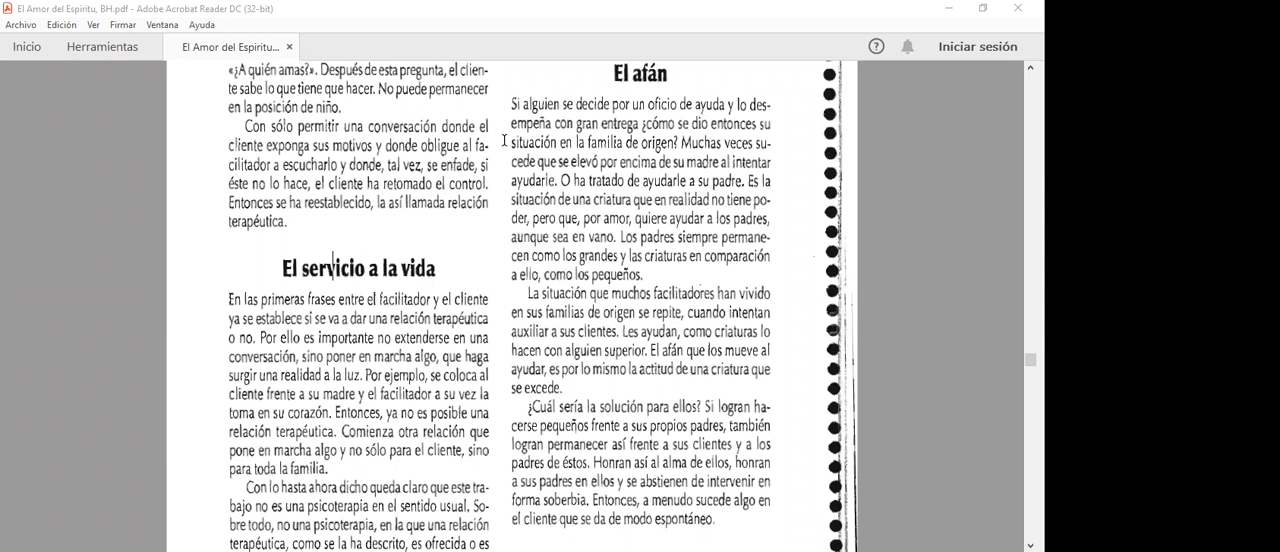 El Amor del Espiritu, BH.pdf - Adobe Acrobat Reader DC (32-bit)
Archivo Edición Ver Firmar Ventana Ayuda
Inicio Herramientas El Amor del Espiritu... × Iniciar sesión
«¿A quién amas?». Después de esta pregunta, el clien-
te sabe lo que tiene que hacer. No puede permanecer
en la posición de niño.
Con sólo permitir una conversación donde el
cliente exponga sus motivos y donde obligue al fa-
cilitador a escucharlo y donde, tal vez, se enfade, si
éste no lo hace, el cliente ha retomado el control.
Entonces se ha reestablecido, la así llamada relación
terapéutica.
El servicio a la vida
En las primeras frases entre el facilitador y el cliente
ya se establece si se va a dar una relación terapéutica
o no. Por ello es importante no extenderse en una
conversación, sino poner en marcha algo, que haga
surgir una realidad a la luz. Por ejemplo, se coloca al
cliente frente a su madre y el facilitador a su vez la
toma en su corazón. Entonces, ya no es posible una
relación terapéutica. Comienza otra relación que
pone en marcha algo y no sólo para el cliente, sino
para toda la familia.
Con lo hasta ahora dicho queda claro que este tra-
bajo no es una psicoterapia en el sentido usual. So-
bre todo, no una psicoterapia, en la que una relación
terapéutica, como se la ha descrito, es ofrecida o es
El afán
Si alguien se decide por un oficio de ayuda y lo des-
empeña con gran entrega ¿cómo se dio entonces su
situación en la familia de origen? Muchas veces su-
cede que se elevó por encima de su madre al intentar
ayudarle. O ha tratado de ayudarle a su padre. Es la
situación de una criatura que en realidad no tiene po-
der, pero que, por amor, quiere ayudar a los padres,
aunque sea en vano. Los padres siempre permane-
cen como los grandes y las criaturas en comparación
a ello, como los pequeños.
La situación que muchos facilitadores han vivido
en sus familias de origen se repite, cuando intentan
auxiliar a sus clientes. Les ayudan, como criaturas lo
hacen con alguien superior. El afán que los mueve al
ayudar, es por lo mismo la actitud de una criatura que
se excede.
¿Cuál sería la solución para ellos? Si logran ha-
cerse pequeños frente a sus propios padres, también
logran permanecer así frente a sus clientes y a los
padres de éstos. Honran así al alma de ellos, honran
a sus padres en ellos y se abstienen de intervenir en
forma soberbia. Entonces, a menudo sucede algo en
el cliente que se da de modo espontáneo.